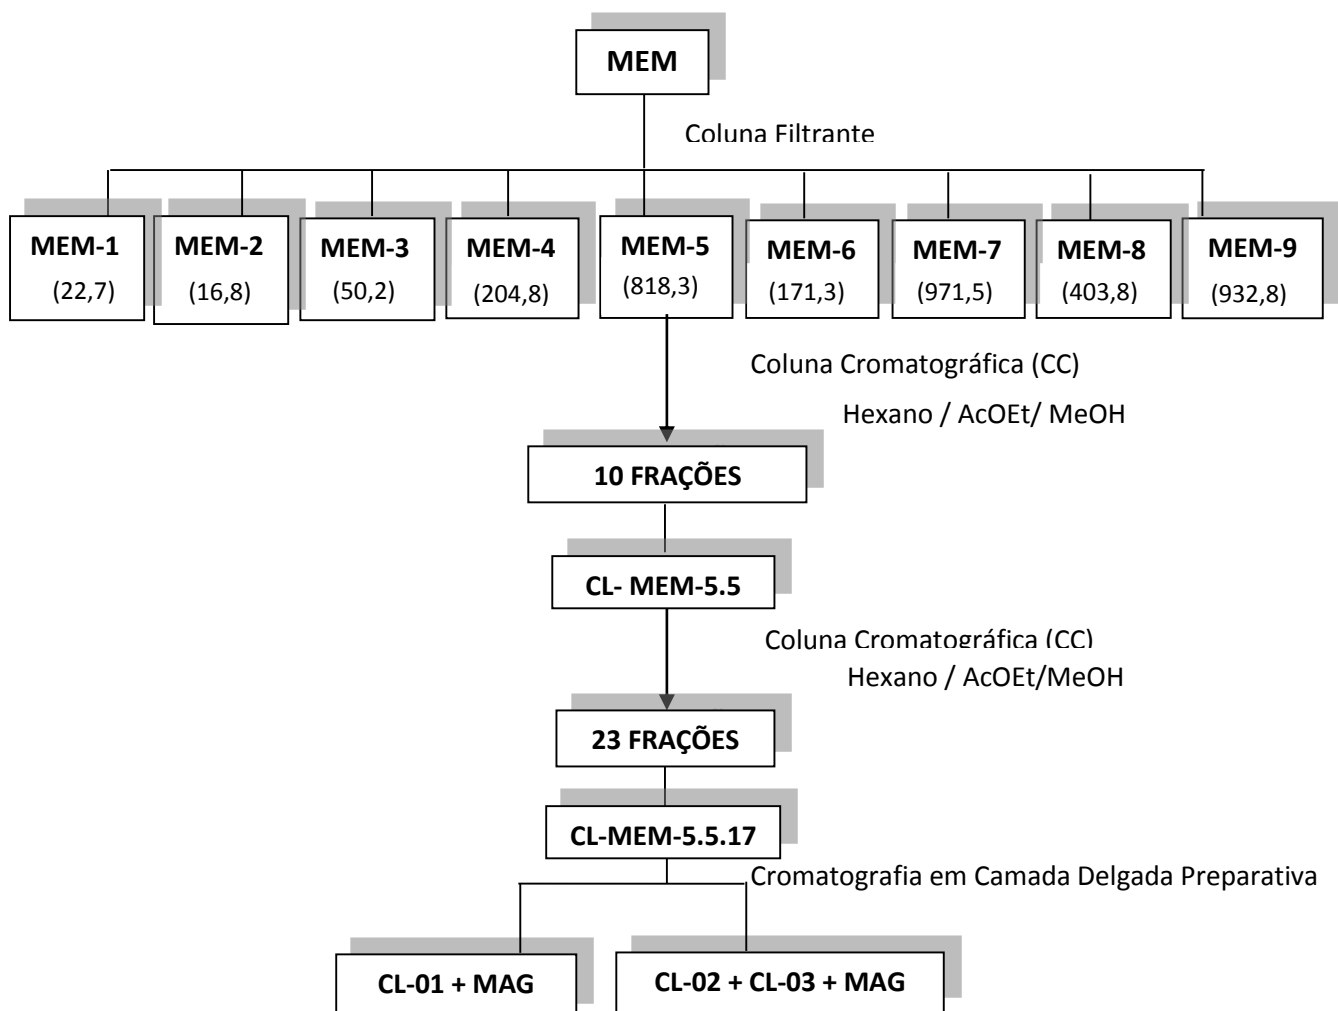 MEM
Coluna Filtrante
MEM-1 MEM-2 MEM-3 MEM-4 MEM-5 MEM-6 MEM-7 MEM-8 MEM-9
(22,7) (16,8) (50,2) (204,8) (818,3) (171,3) (971,5) (403,8) (932,8)
Coluna Cromatográfica (CC)
Hexano / AcOEt/ MeOH
10 FRAÇÕES
CL- MEM-5.5
Coluna Cromatográfica (CC)
Hexano / AcOEt/MeOH
23 FRAÇÕES
CL-MEM-5.5.17
Cromatografia em Camada Delgada Preparativa
CL-01 + MAG
CL-02 + CL-03 + MAG